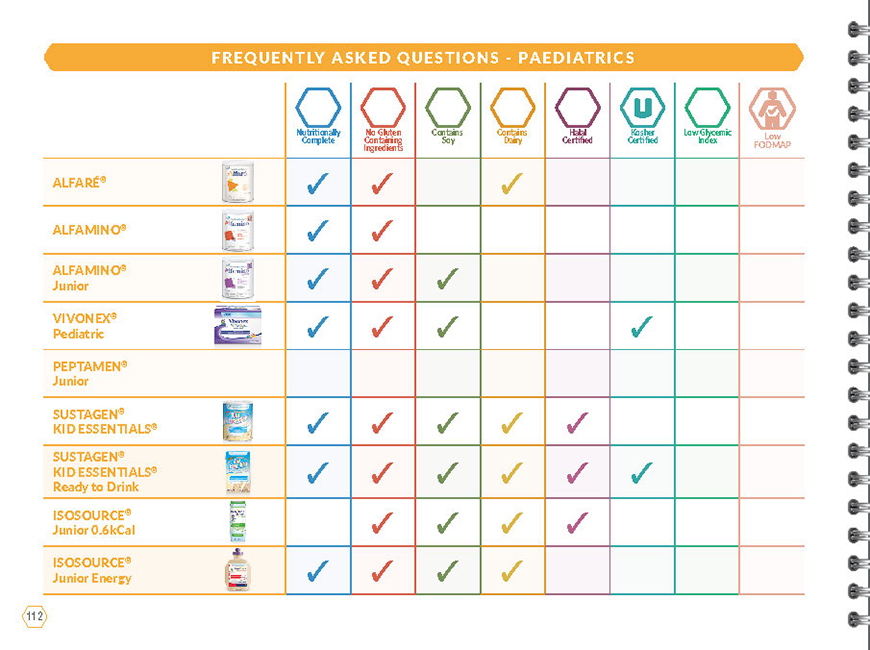 FREQUENTLY ASKED QUESTIONS - PAEDIATRICS
Nutritionally
Complete
No Gluten
Containing
Ingredients
Contains
Soy
Contains
Dairy
Halal
Certified
U
Kosher
Certified
Low Glycemic
Index
Low
FODMAP
ALFARÉ®
ALFAMINO®
ALFAMINO®
Junior
VIVONEX®
Pediatric
Vivonex
PEPTAMEN®
Junior
SUSTAGEN®
KID ESSENTIALS®
SUSTAGEN®
KID ESSENTIALS®
Ready to Drink
ISOSOURCE®
Junior 0.6kCal
ISOSOURCE®
Junior Energy
112